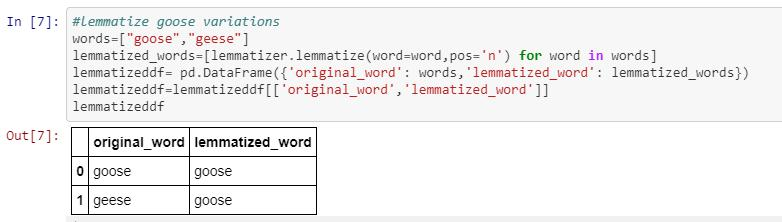 In [7]: #lemmatize goose variations
words=["goose","geese"]
lemmatized_words=[lemmatizer.lemmatize(word=word,pos='n') for word in words]
lemmatizeddf= pd.DataFrame({'original_word': words,'lemmatized_word': lemmatized_words})
lemmatizeddf=lemmatizeddf[['original_word','lemmatized_word']]
lemmatizeddf
Out[7]:
original_word lemmatized_word
0 goose goose
1 geese goose